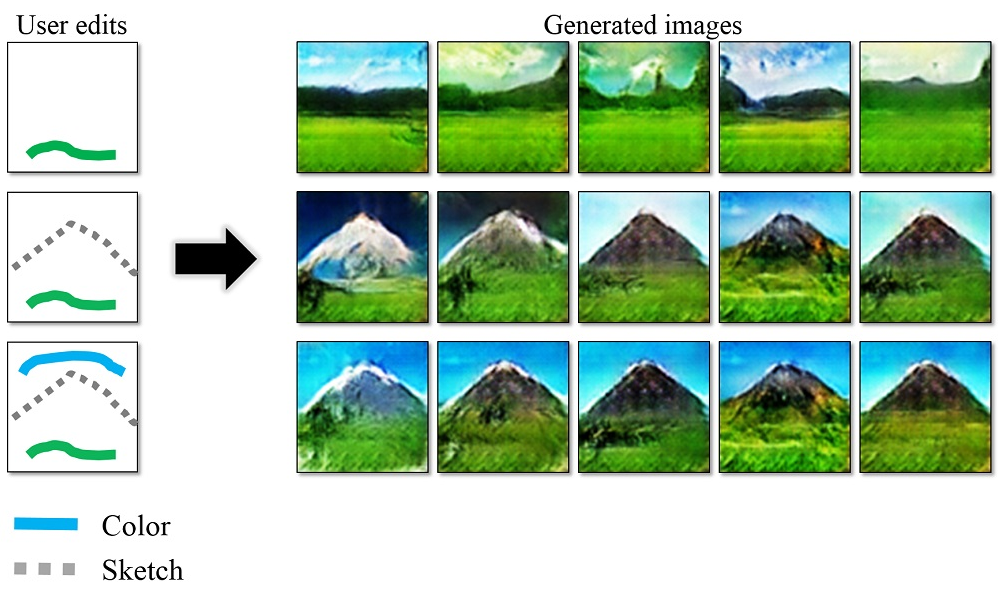 User edits
Generated images
Color
Sketch